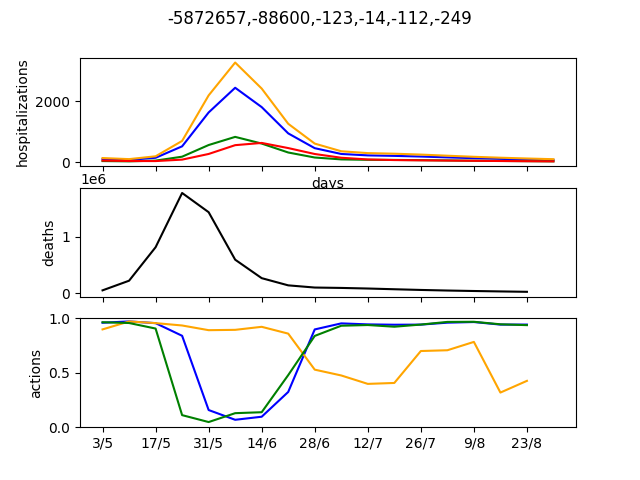 -5872657,-88600,-123,-14,-112,-249
hospitalizations
2000
0
days
1e6
deaths
1
0
actions
1.0
0.5
0.0
3/5 17/5 31/5 14/6 28/6 12/7 26/7 9/8 23/8